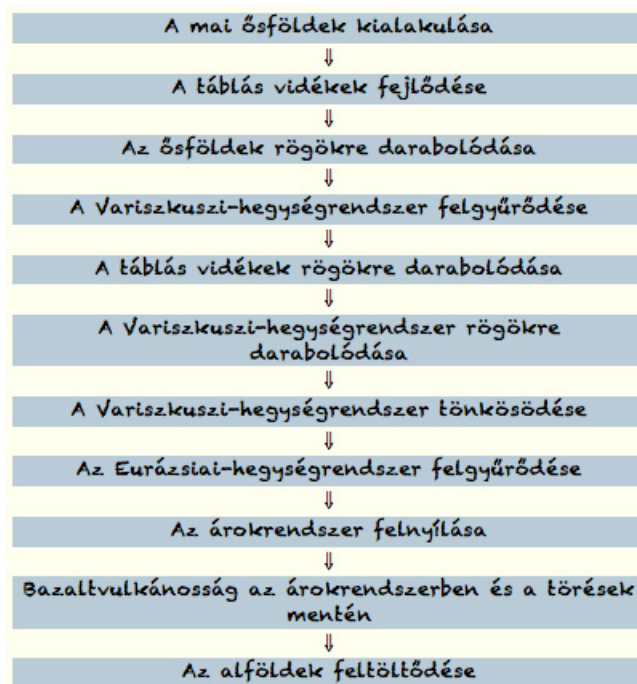 A mai ősföldek kialakulása
⇓
A táblás vidékek fejlődése
⇓
Az ősföldek rögökre darabolódása
⇓
A Variszkuszi-hegységrendszer felgyűrődése
⇓
A táblás vidékek rögökre darabolódása
⇓
A Variszkuszi-hegységrendszer rögökre
darabolódása
⇓
A Variszkuszi-hegységrendszer tönkösödése
⇓
Az Eurázsiai-hegységrendszer felgyűrődése
⇓
Az árokrendszer felnyílása
⇓
Bazaltvulkánosság az árokrendszerben és a törések
mentén
⇓
Az alföldek feltöltődése